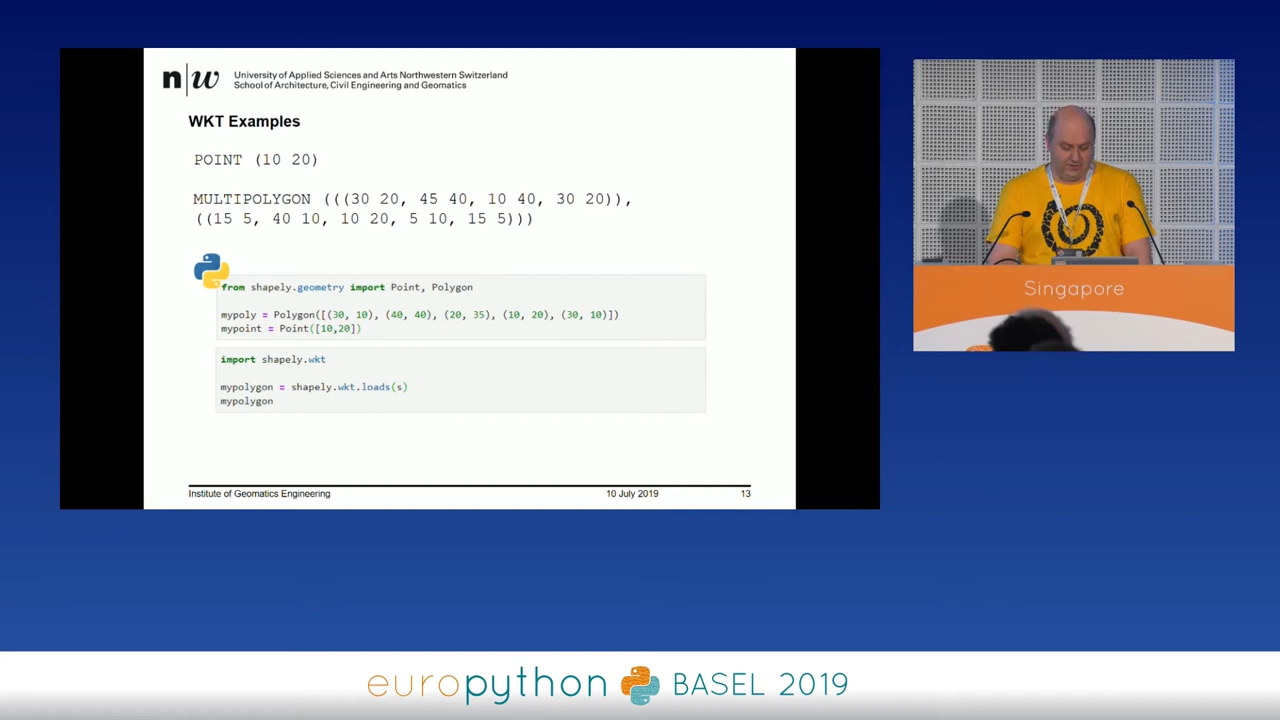 n|w University of Applied Sciences and Arts Northwestern Switzerland
School of Architecture, Civil Engineering and Geomatics
WKT Examples
POINT (10 20)
MULTIPOLYGON (((30 20, 45 40, 10 40, 30 20)),
((15 5, 40 10, 10 20, 5 10, 15 5)))
from shapely.geometry import Point, Polygon
mypoly = Polygon([(30, 10), (40, 40), (20, 35), (10, 20), (30, 10)])
mypoint = Point([10,20])
import shapely.wkt
mypolygon = shapely.wkt.loads(s)
mypolygon
Institute of Geomatics Engineering 10 July 2019 13
Singapore
europython BASEL 2019